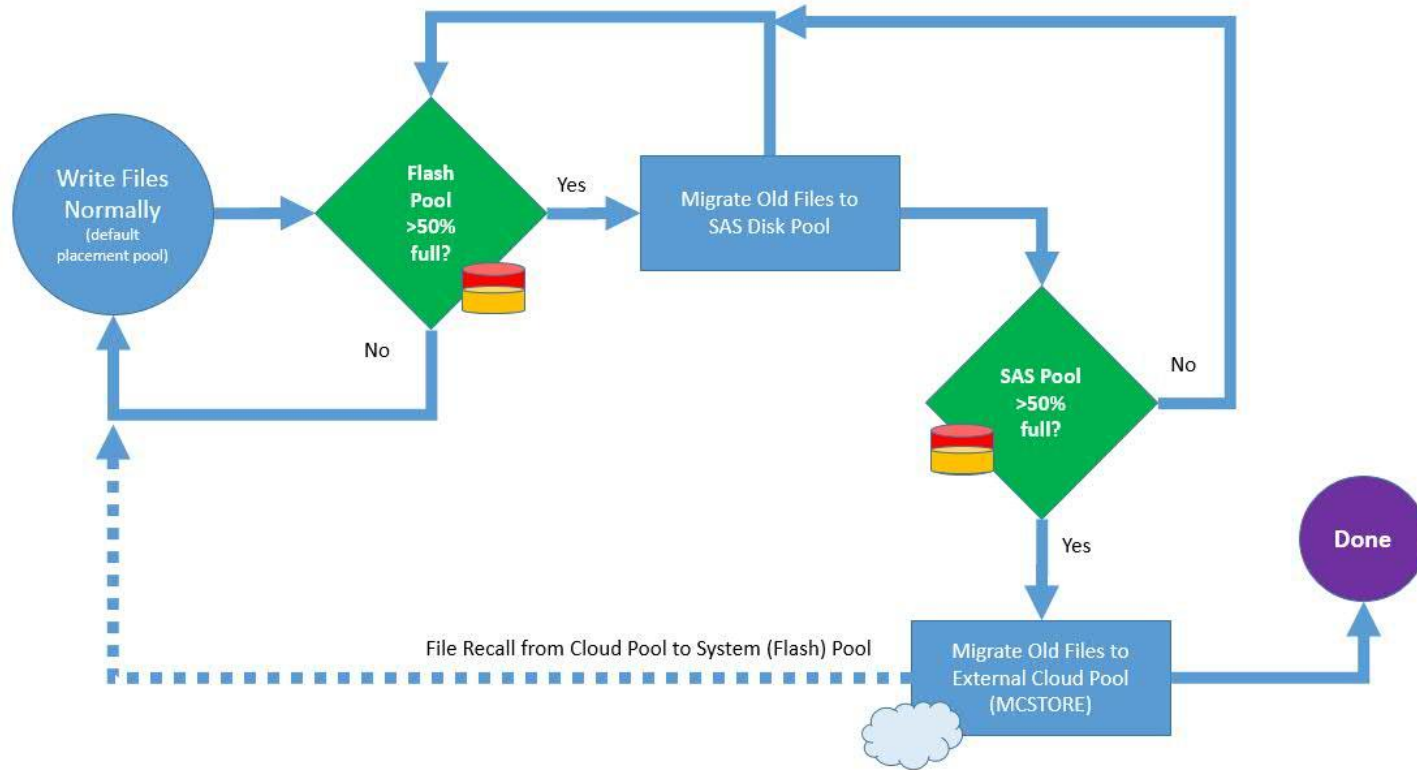 Write Files
Normally
(default
placement pool)
Flash
Pool
>50%
full?
Yes
No
Migrate Old Files to
SAS Disk Pool
SAS Pool
>50%
full?
No
Yes
Done
File Recall from Cloud Pool to System (Flash) Pool
Migrate Old Files to
External Cloud Pool
(MCSTORE)